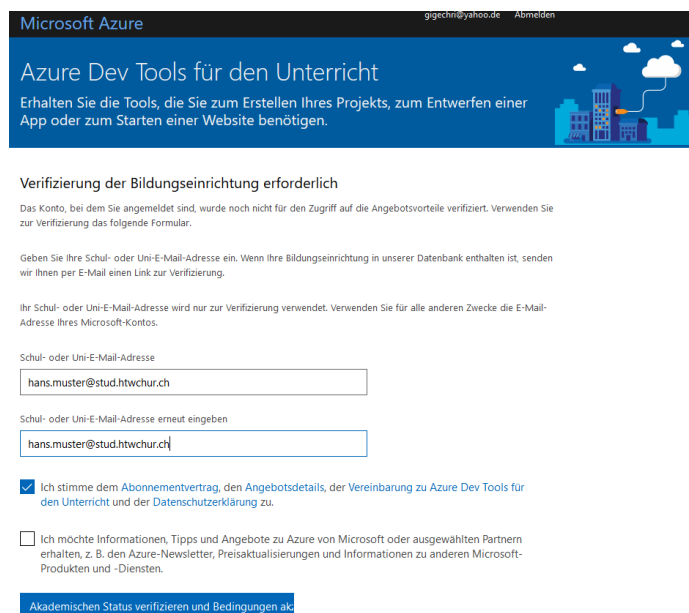 Microsoft Azure
gigechri@yahoo.de Abmelden
Azure Dev Tools für den Unterricht
Erhalten Sie die Tools, die Sie zum Erstellen Ihres Projekts, zum Entwerfen einer
App oder zum Starten einer Website benötigen.
Verifizierung der Bildungseinrichtung erforderlich
Das Konto, bei dem Sie angemeldet sind, wurde noch nicht für den Zugriff auf die Angebotsvorteile verifiziert. Verwenden Sie
zur Verifizierung das folgende Formular.
Geben Sie Ihre Schul- oder Uni-E-Mail-Adresse ein. Wenn Ihre Bildungseinrichtung in unserer Datenbank enthalten ist, senden
wir Ihnen per E-Mail einen Link zur Verifizierung.
Ihr Schul- oder Uni-E-Mail-Adresse wird nur zur Verifizierung verwendet. Verwenden Sie für alle anderen Zwecke die E-Mail-
Adresse Ihres Microsoft-Kontos.
Schul- oder Uni-E-Mail-Adresse
hans.muster@stud.htwchur.ch
Schul- oder Uni-E-Mail-Adresse erneut eingeben
hans.muster@stud.htwchur.ch
Ich stimme dem Abonnementvertrag, den Angebotsdetails, der Vereinbarung zu Azure Dev Tools für
den Unterricht und der Datenschutzerklärung zu.
Ich möchte Informationen, Tipps und Angebote zu Azure von Microsoft oder ausgewählten Partnern
erhalten, z. B. den Azure-Newsletter, Preisaktualisierungen und Informationen zu anderen Microsoft-
Produkten und -Diensten.
Akademischen Status verifizieren und Bedingungen ak